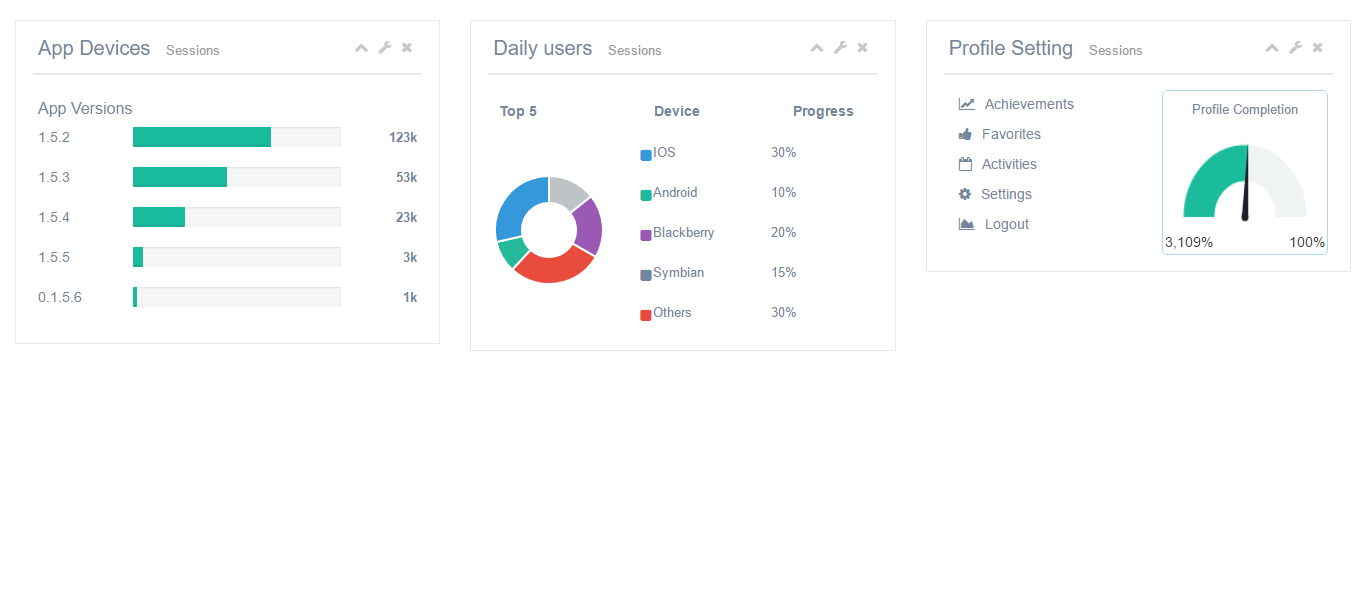 App Devices Sessions
App Versions
1.5.2 123k
1.5.3 53k
1.5.4 23k
1.5.5 3k
0.1.5.6 1k
Daily users Sessions
Top 5 Device Progress
IOS 30%
Android 10%
Blackberry 20%
Symbian 15%
Others 30%
Profile Setting Sessions
Achievements
Favorites
Activities
Settings
Logout
Profile Completion
3,109% 100%